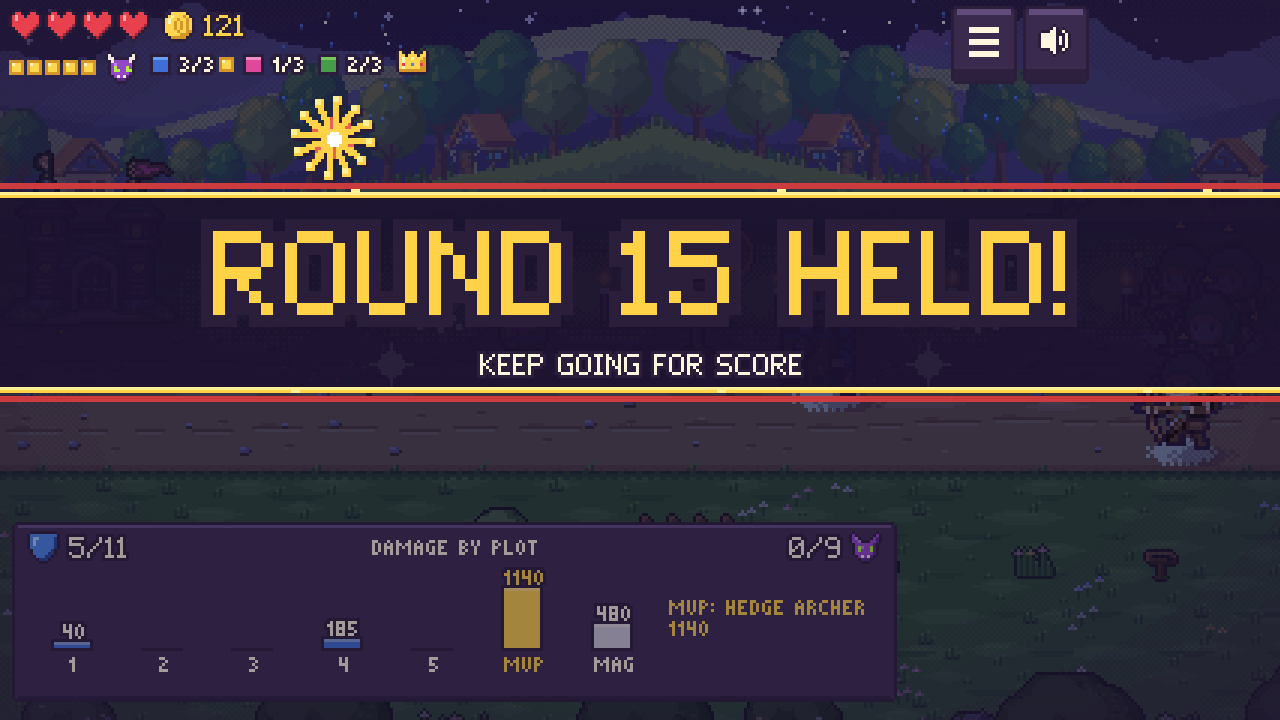 121
3/3 1/3 2/3
ROUND 15 HELD!
KEEP GOING FOR SCORE
5/11 DAMAGE BY PLOT 0/9
1140
40 185 480
MVP: HEDGE ARCHER
1140
1 2 3 4 5 MVP MAG